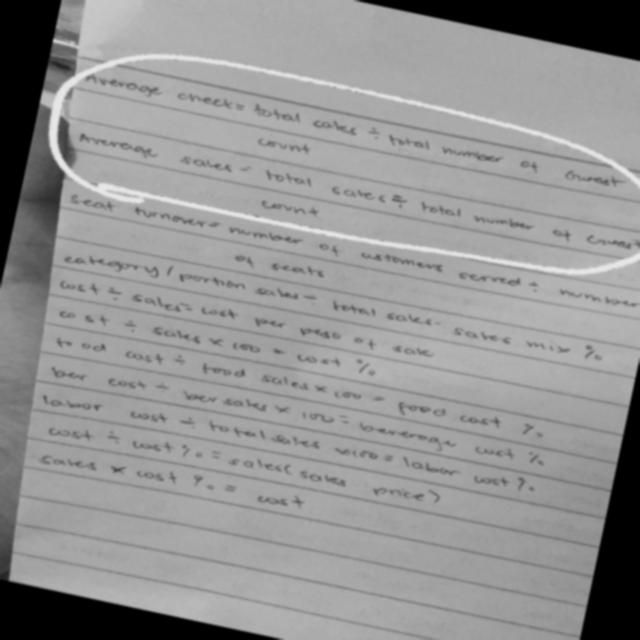 Average check = total sales ÷ total number of Guest
count
Average sales = total sales ÷ total number of Guest
count
Seat turnover = number of customers served ÷ number
of seats
category/portion sales = total sales sales mix %
cost ÷ sales = cost per of sale
cost ÷ sales x 100 = cost %
food cost ÷ food sales x 100 = food cost %
bar cost ÷ bar sales x 100 = beverage cost %
labor cost ÷ total sales x 100 = labor cost %.
cost ÷ cost % = sales (sales price)
sales x cost % = cost